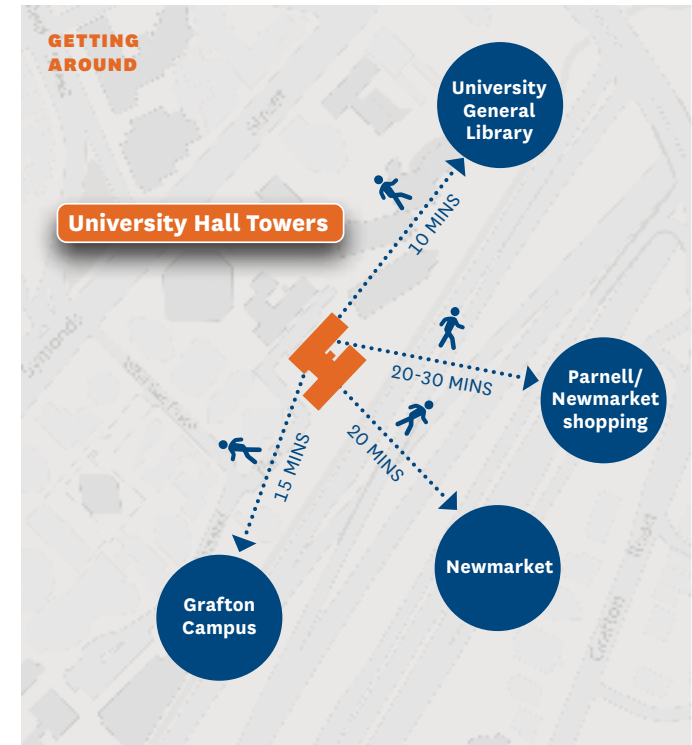 GETTING
AROUND
University
General
Library
University Hall Towers
10 MINS
20-30 MINS
Parnell/
Newmarket
shopping
20 MINS
15 MINS
Newmarket
Grafton
Campus
Grafton